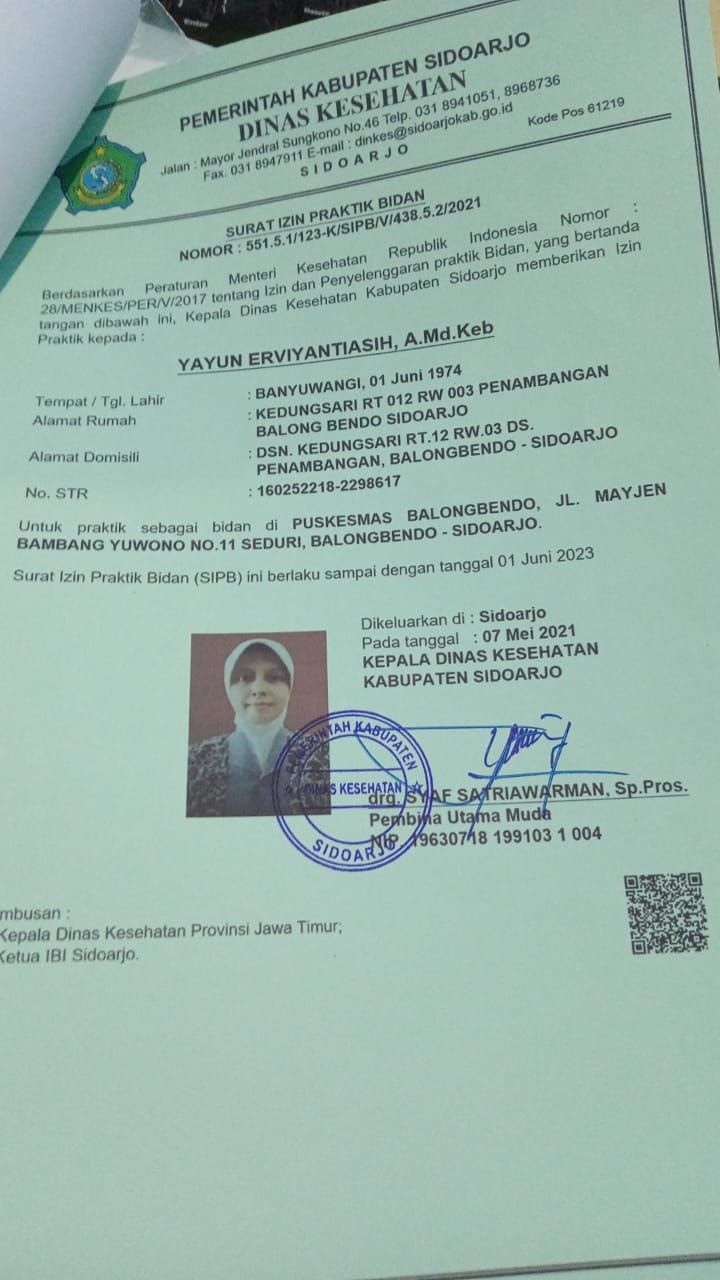 PEMERINTAH KABUPATEN SIDOARJO
DINAS KESEHATAN
Jalan : Mayor Jendral Sungkono No.46 Telp. 031 8941051, 8968736
Fax. 031 8947911 E-mail : dinkes@sidoarjokab.go.id
Kode Pos 61219
SIDOARJO
SURAT IZIN PRAKTIK BIDAN
NOMOR : 551.5.1/123-K/SIPB/V/438.5.2/2021
Berdasarkan Peraturan Menteri Kesehatan Republik Indonesia Nomor :
28/MENKES/PER/V/2017 tentang Izin dan Penyelenggaran praktik Bidan, yang bertanda
tangan dibawah ini, Kepala Dinas Kesehatan Kabupaten Sidoarjo memberikan Izin
Praktik kepada :
YAYUN ERVIYANTIASIH, A.Md.Keb
Tempat / Tgl. Lahir : BANYUWANGI, 01 Juni 1974
Alamat Rumah : KEDUNGSARI RT 012 RW 003 PENAMBANGAN
BALONG BENDO SIDOARJO
Alamat Domisili : DSN. KEDUNGSARI RT.12 RW.03 DS.
PENAMBANGAN, BALONGBENDO - SIDOARJO
No. STR : 160252218-2298617
Untuk praktik sebagai bidan di PUSKESMAS BALONGBENDO, JL. MAYJEN
BAMBANG YUWONO NO.11 SEDURI, BALONGBENDO - SIDOARJO.
Surat Izin Praktik Bidan (SIPB) ini berlaku sampai dengan tanggal 01 Juni 2023
Dikeluarkan di : Sidoarjo
Pada tanggal : 07 Mei 2021
KEPALA DINAS KESEHATAN
KABUPATEN SIDOARJO
PEMERINTAH KABUPATEN
DINAS KESEHATAN
SIDOARJO
drg. SYAF SATRIAWARMAN, Sp.Pros.
Pembina Utama Muda
NIP. 19630718 199103 1 004
mbusan :
Kepala Dinas Kesehatan Provinsi Jawa Timur;
Ketua IBI Sidoarjo.